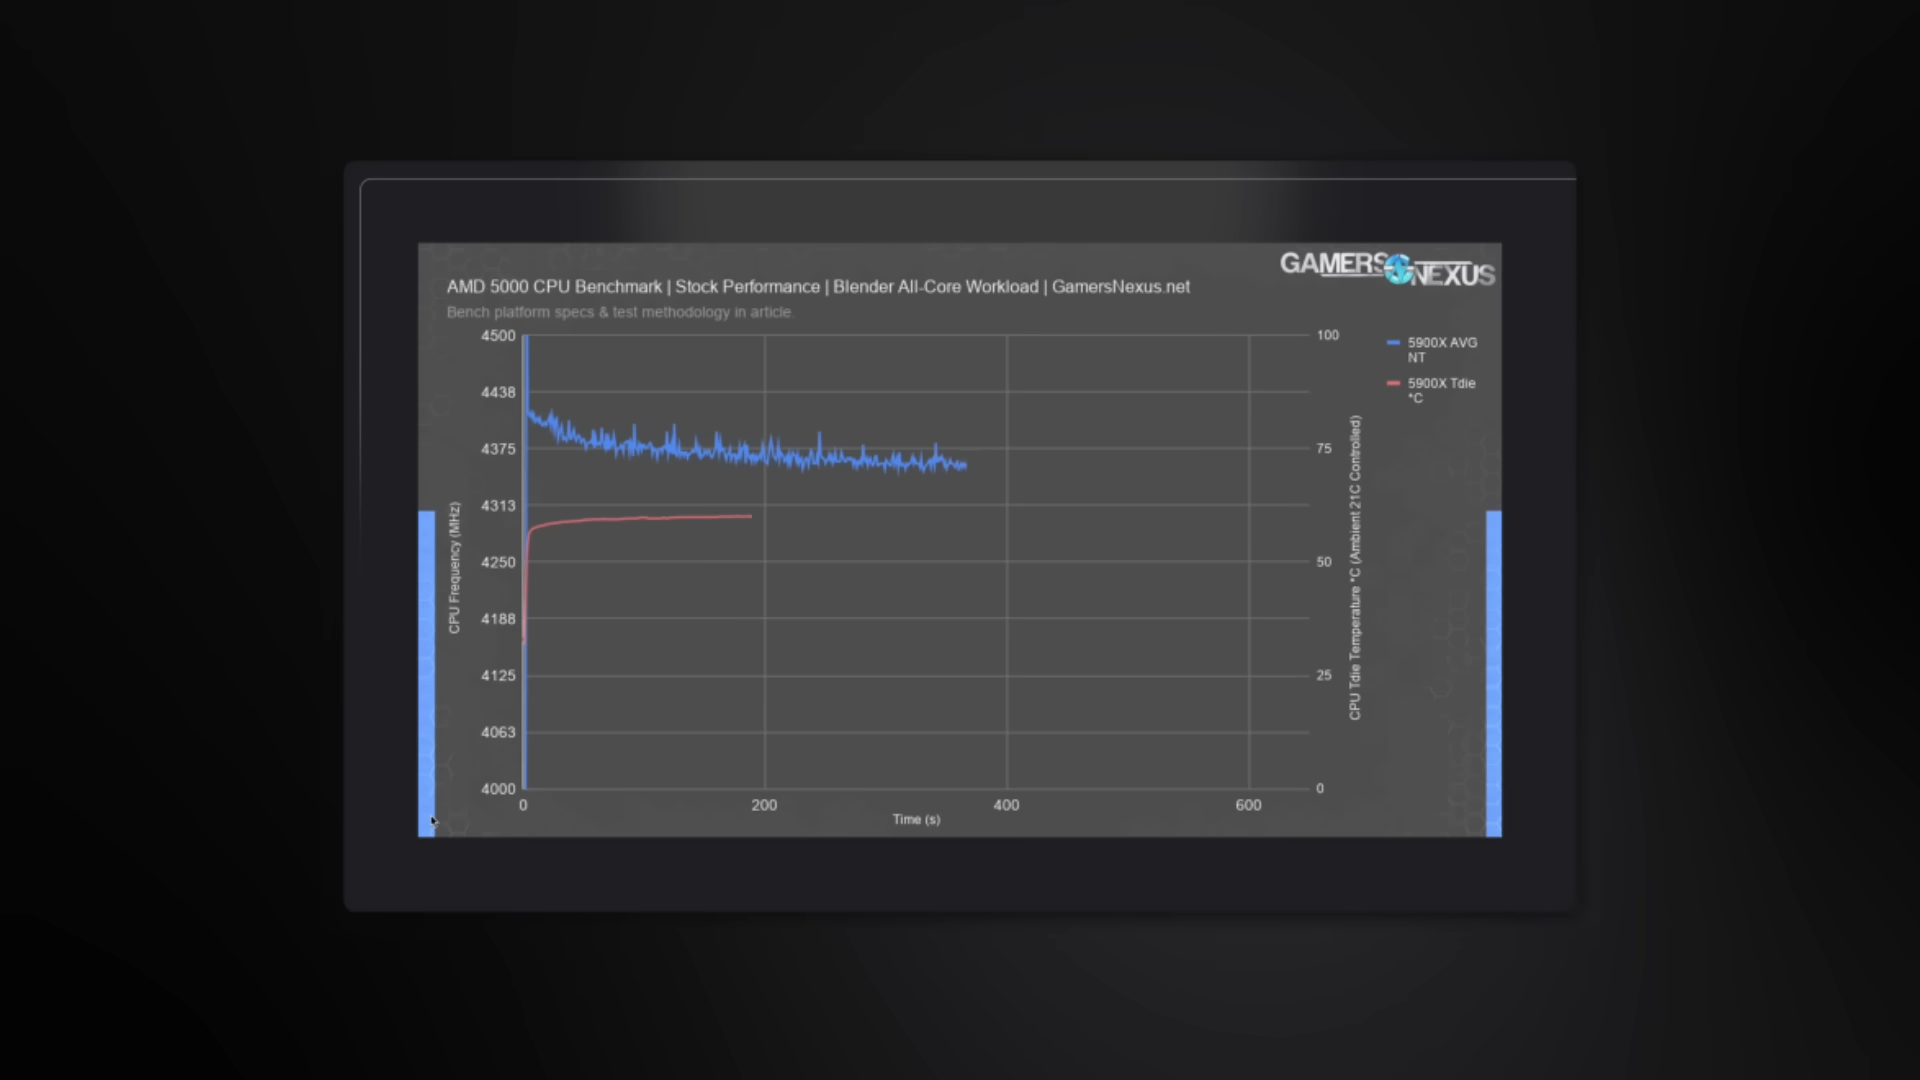 GAMERS NEXUS
AMD 5000 CPU Benchmark | Stock Performance | Blender All-Core Workload | GamersNexus.net
Bench platform specs & test methodology in article.
4500
4438
4375
4313
4250
4188
4125
4063
4000
CPU Frequency (MHz)
0
200
400
600
Time (s)
100
75
50
25
0
CPU Tdie Temperature °C (Ambient 21C Controlled)
5900X AVG
NT
5900X Tdie
°C